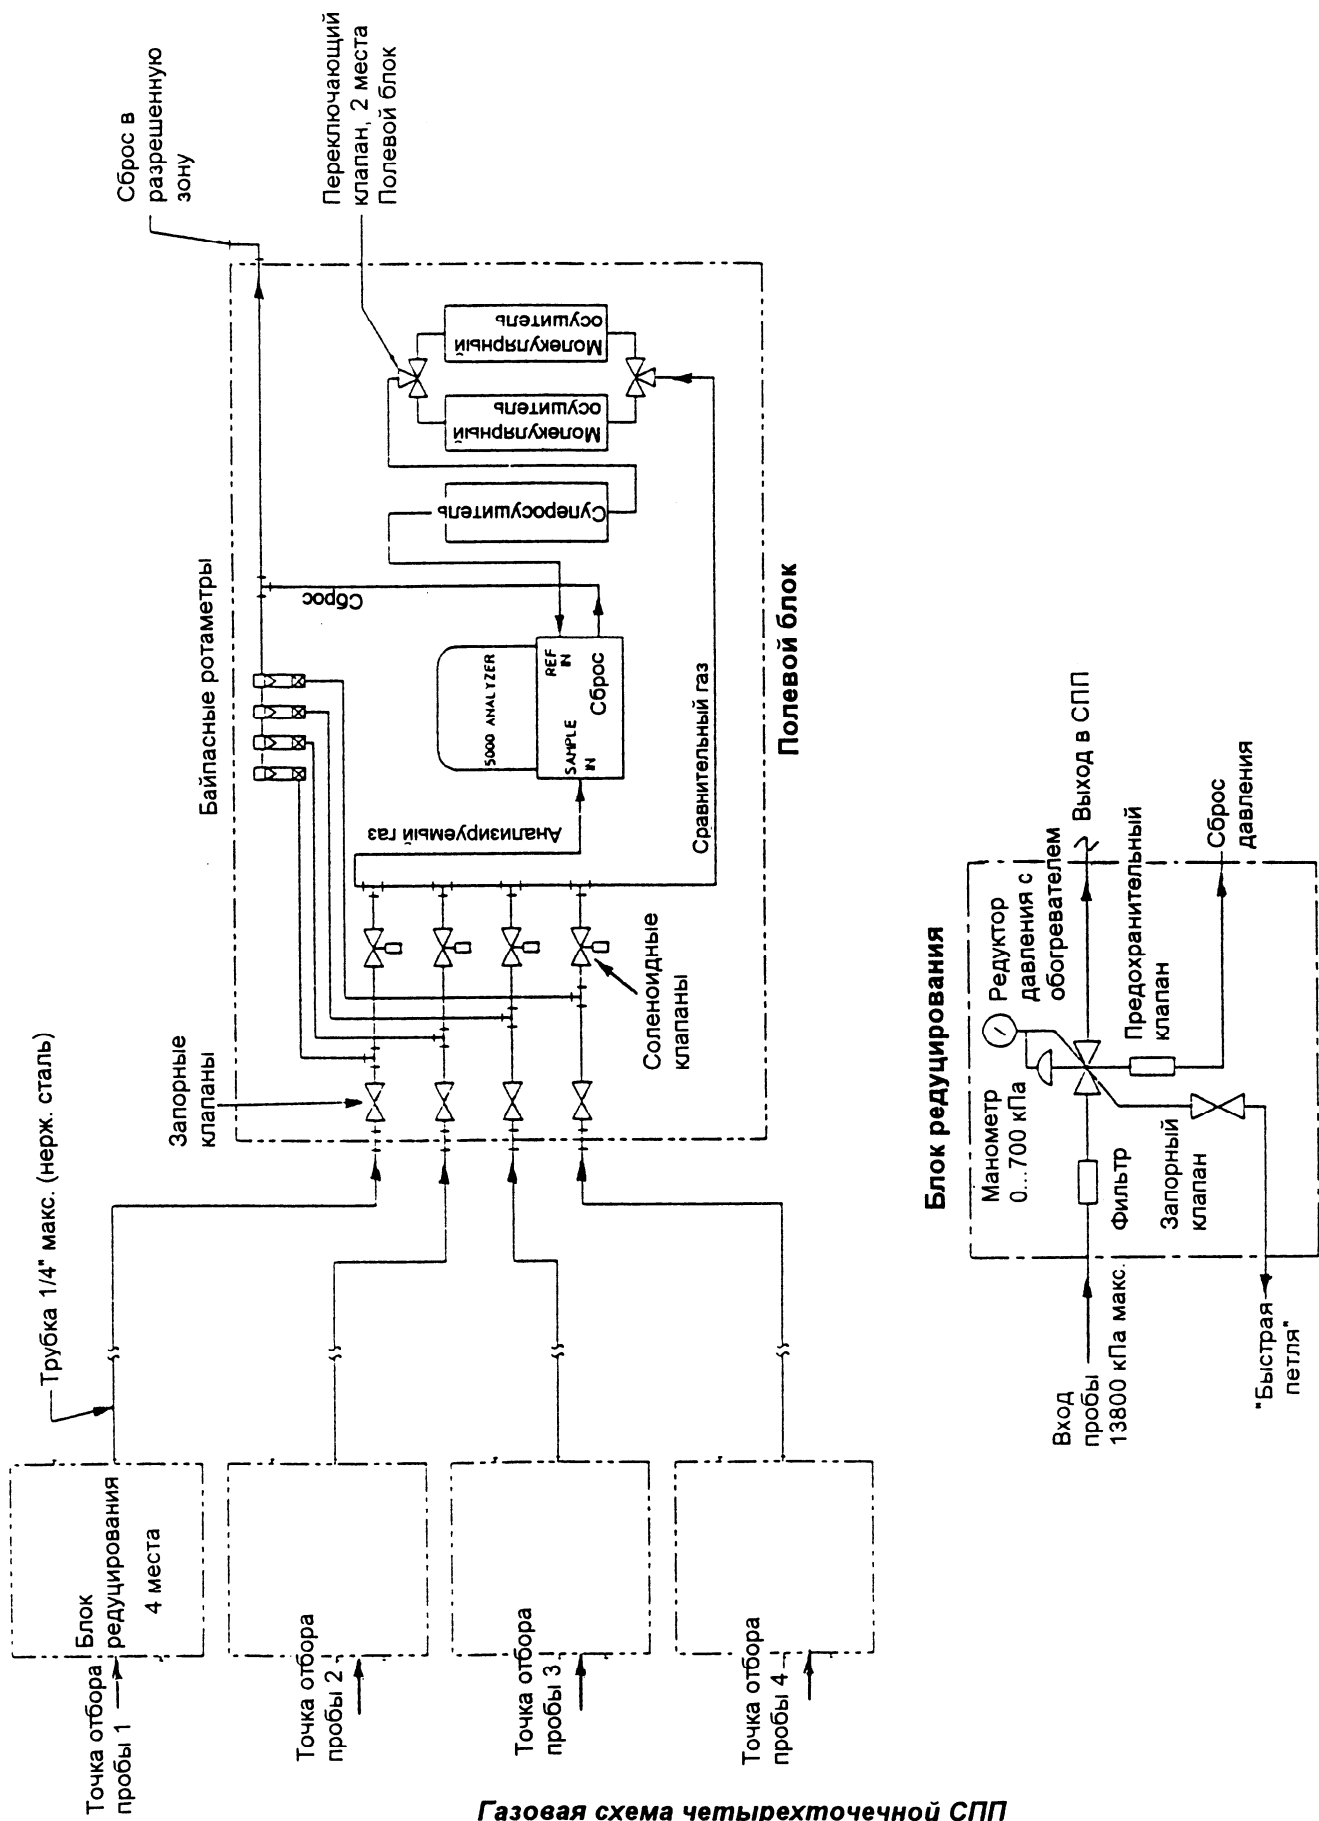 Сброс в
разрешенную
зону
Переключающий
клапан, 2 места
Полевой блок
Байпасные ротаметры
Молекулярный
осушитель
Молекулярный
осушитель
Суперосушитель
Сброс
5000 ANALYZER
SAMPLE
IN
REF
IN
Сброс
Анализируемый газ
Сравнительный газ
Полевой блок
Запорные
клапаны
Соленоидные
клапаны
Трубка 1/4" макс. (нерж. сталь)
Блок
редуцирования
4 места
Точка отбора
пробы 1
Точка отбора
пробы 2
Точка отбора
пробы 3
Точка отбора
пробы 4
Блок редуцирования
Манометр
0...700 кПа
Редуктор
давления с
обогревателем
Выход в СПП
Предохранительный
клапан
Сброс
давления
Фильтр
Запорный
клапан
Вход
пробы
13800 кПа макс.
"Быстрая
петля"
Газовая схема четырехточечной СПП